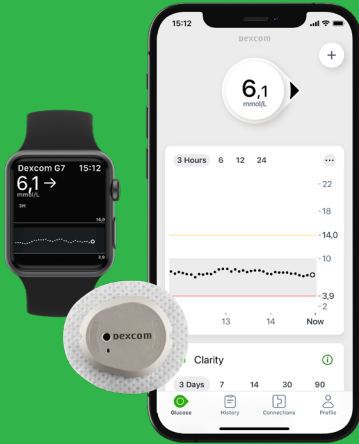 15:12
Dexcom
6,1
mmol/L
+
3 Hours 6 12 24 ...
22
18
14,0
10
3,9
2
13 14 Now
Clarity
3 Days 7 14 30 90
Glucose History Connections Profile
Dexcom G7 15:12
6,1→
mmol/L
3H
14,0
3,9
Dexcom